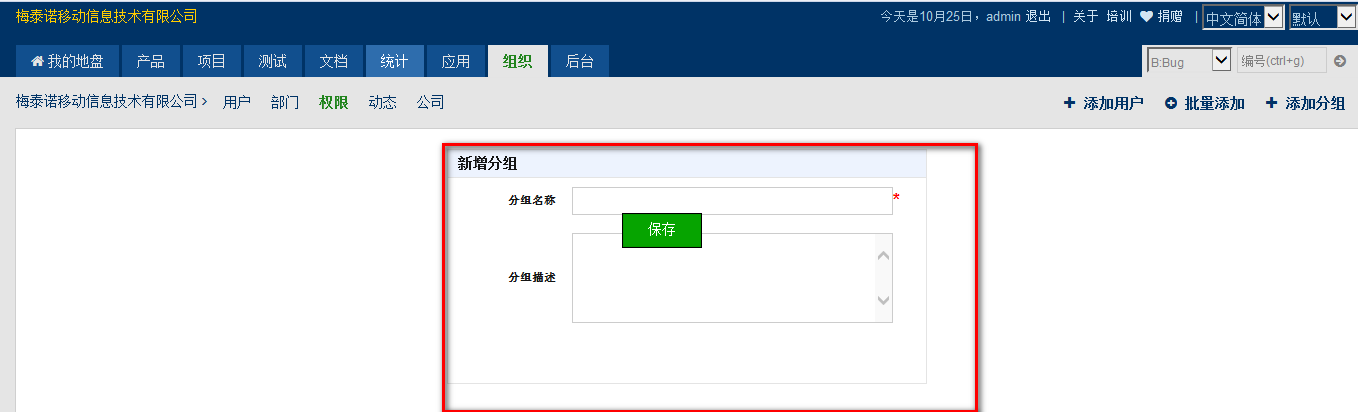 梅泰诺移动信息技术有限公司 今天是10月25日，admin 退出 | 关于 培训 捐赠 | 中文简体 默认
我的地盘 产品 项目 测试 文档 统计 应用 组织 后台 B:Bug 编号(ctrl+g)
梅泰诺移动信息技术有限公司 > 用户 部门 权限 动态 公司 + 添加用户 批量添加 + 添加分组
新增分组
分组名称 *
保存
分组描述